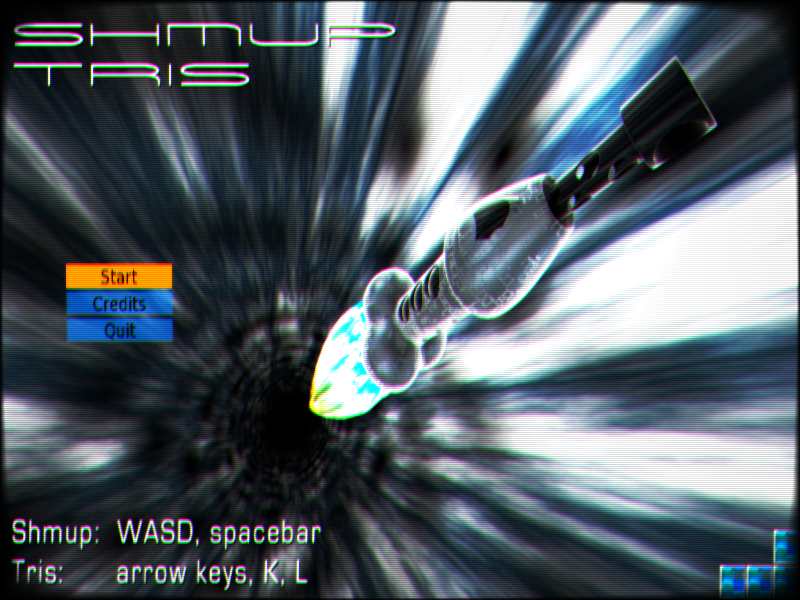 SHMUP
TRIS
Start
Credits
Quit
Shmup: WASD, spacebar
Tris: arrow keys, K, L